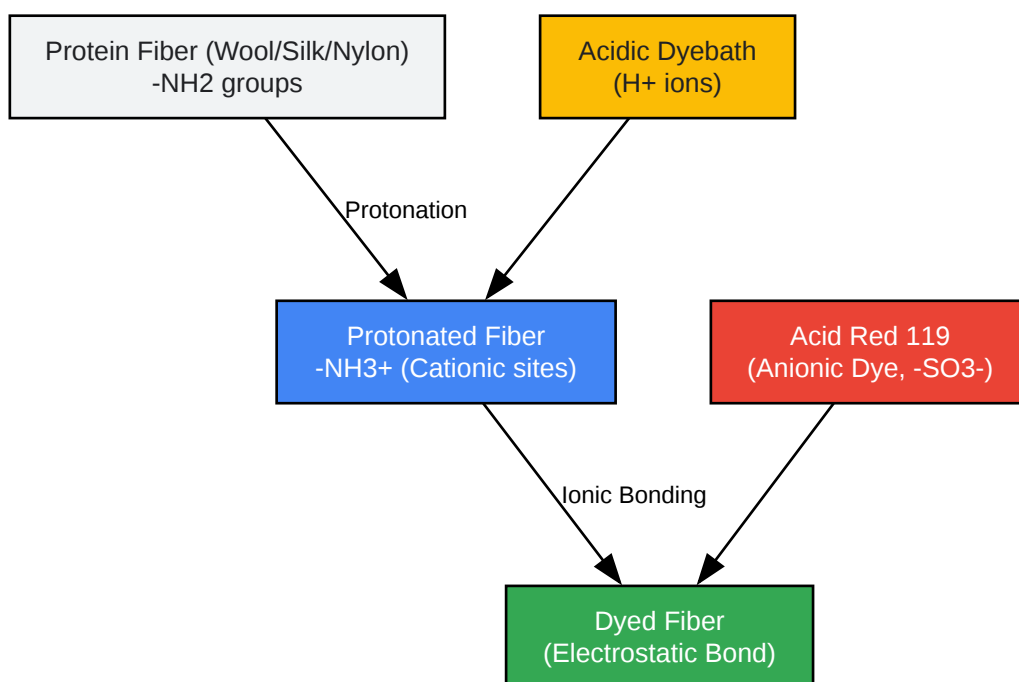 Protein Fiber (Wool/Silk/Nylon)
-NH2 groups
Acidic Dyebath
(H+ ions)
Protonation
Protonated Fiber
-NH3+ (Cationic sites)
Acid Red 119
(Anionic Dye, -SO3-)
Ionic Bonding
Dyed Fiber
(Electrostatic Bond)